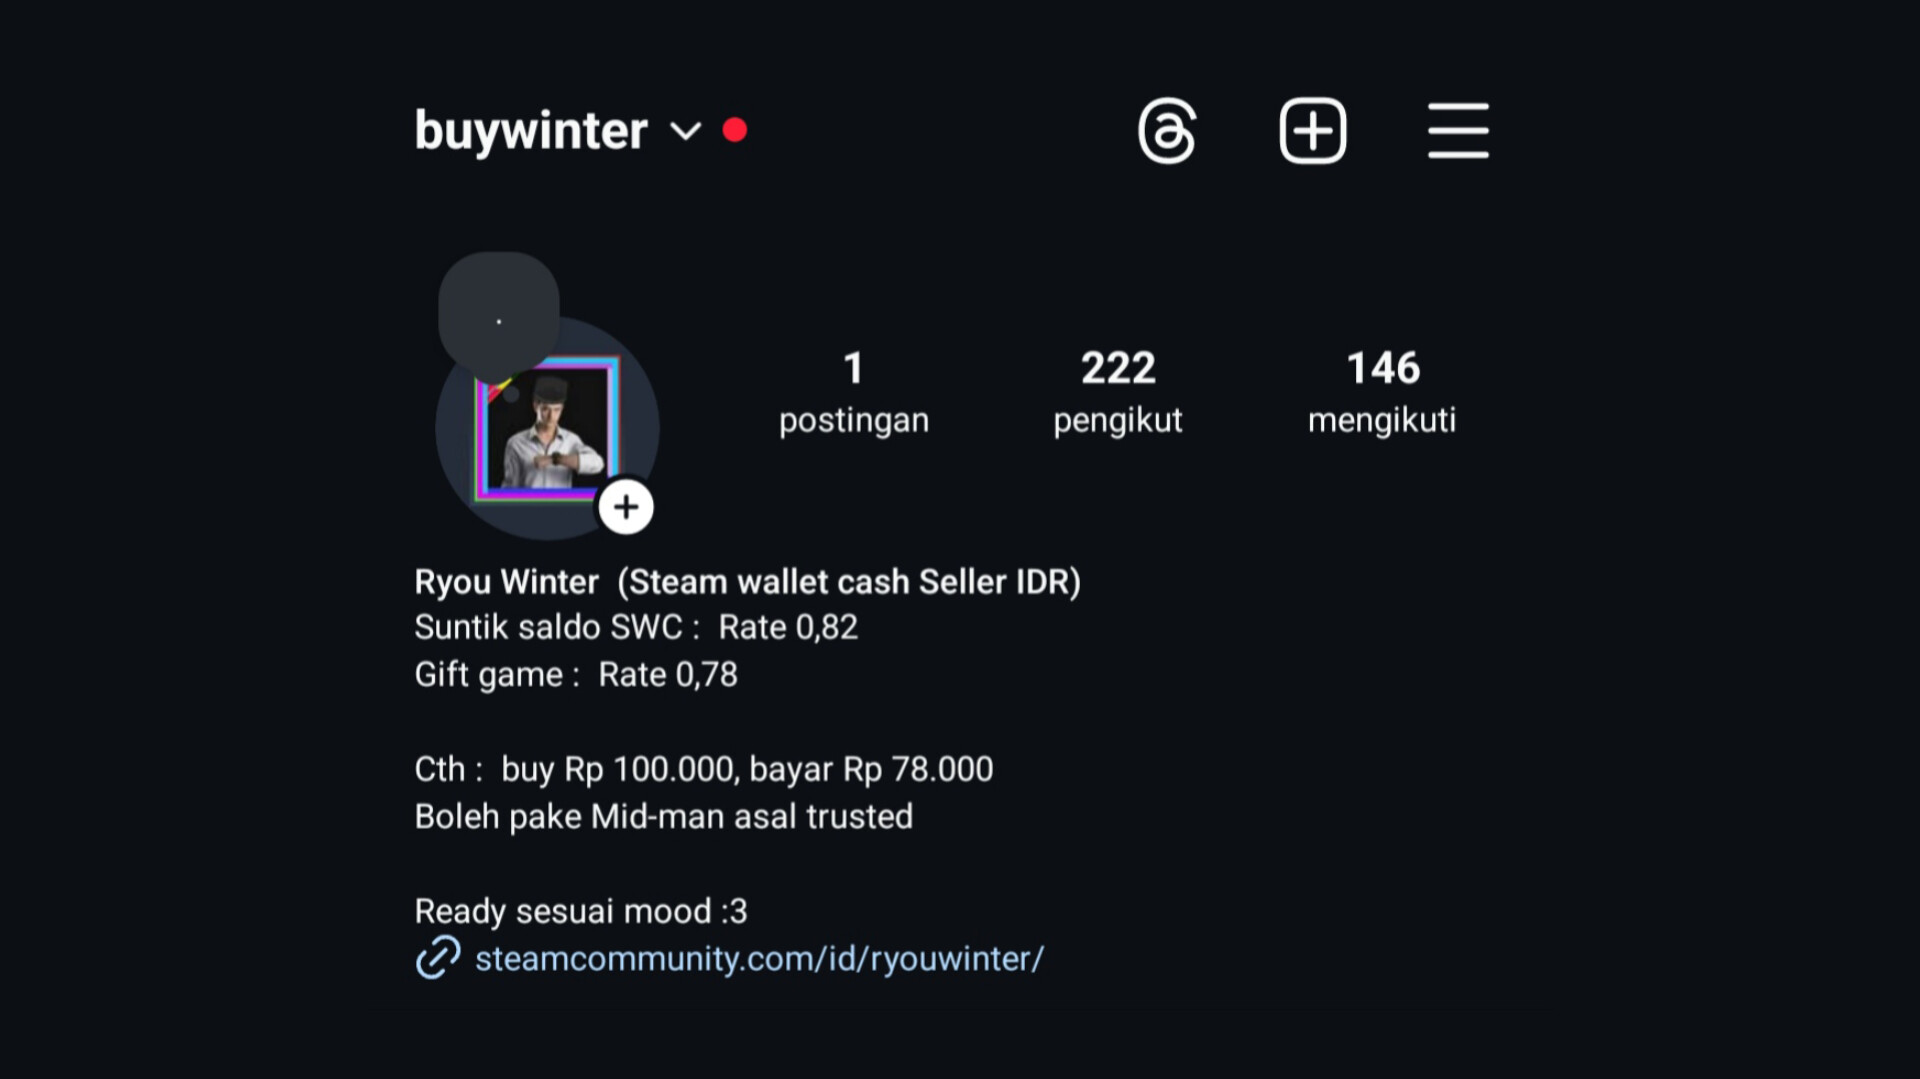 buywinter
1 222 146
postingan pengikut mengikuti
Ryou Winter (Steam wallet cash Seller IDR)
Suntik saldo SWC : Rate 0,82
Gift game : Rate 0,78
Cth : buy Rp 100.000, bayar Rp 78.000
Boleh pake Mid-man asal trusted
Ready sesuai mood :3
steamcommunity.com/id/ryouwinter/